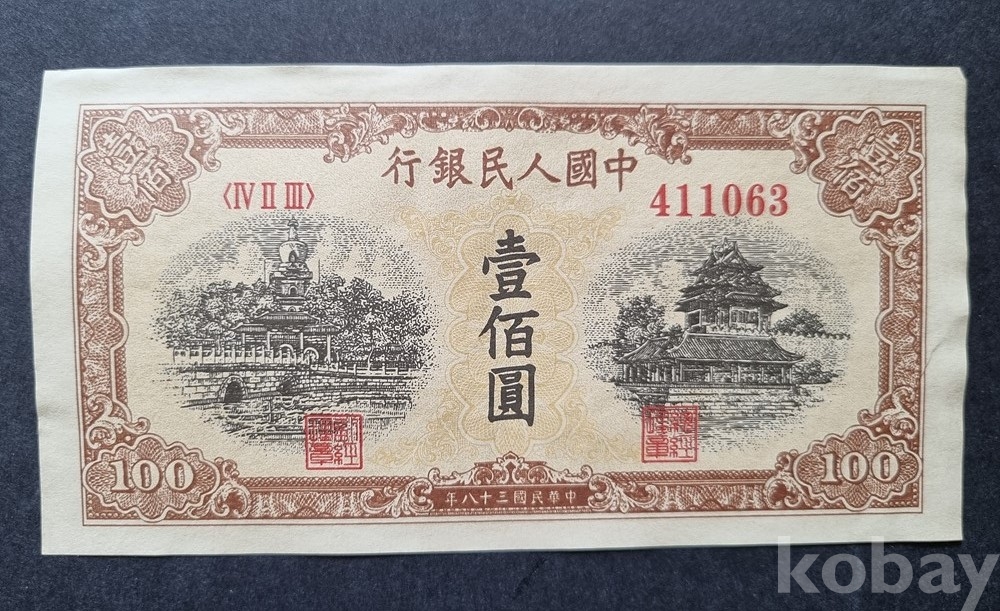 壹佰
壹佰
中國人民銀行
〈IV II III〉
411063
壹佰圓
100
中華民國三十八年
100
kobay